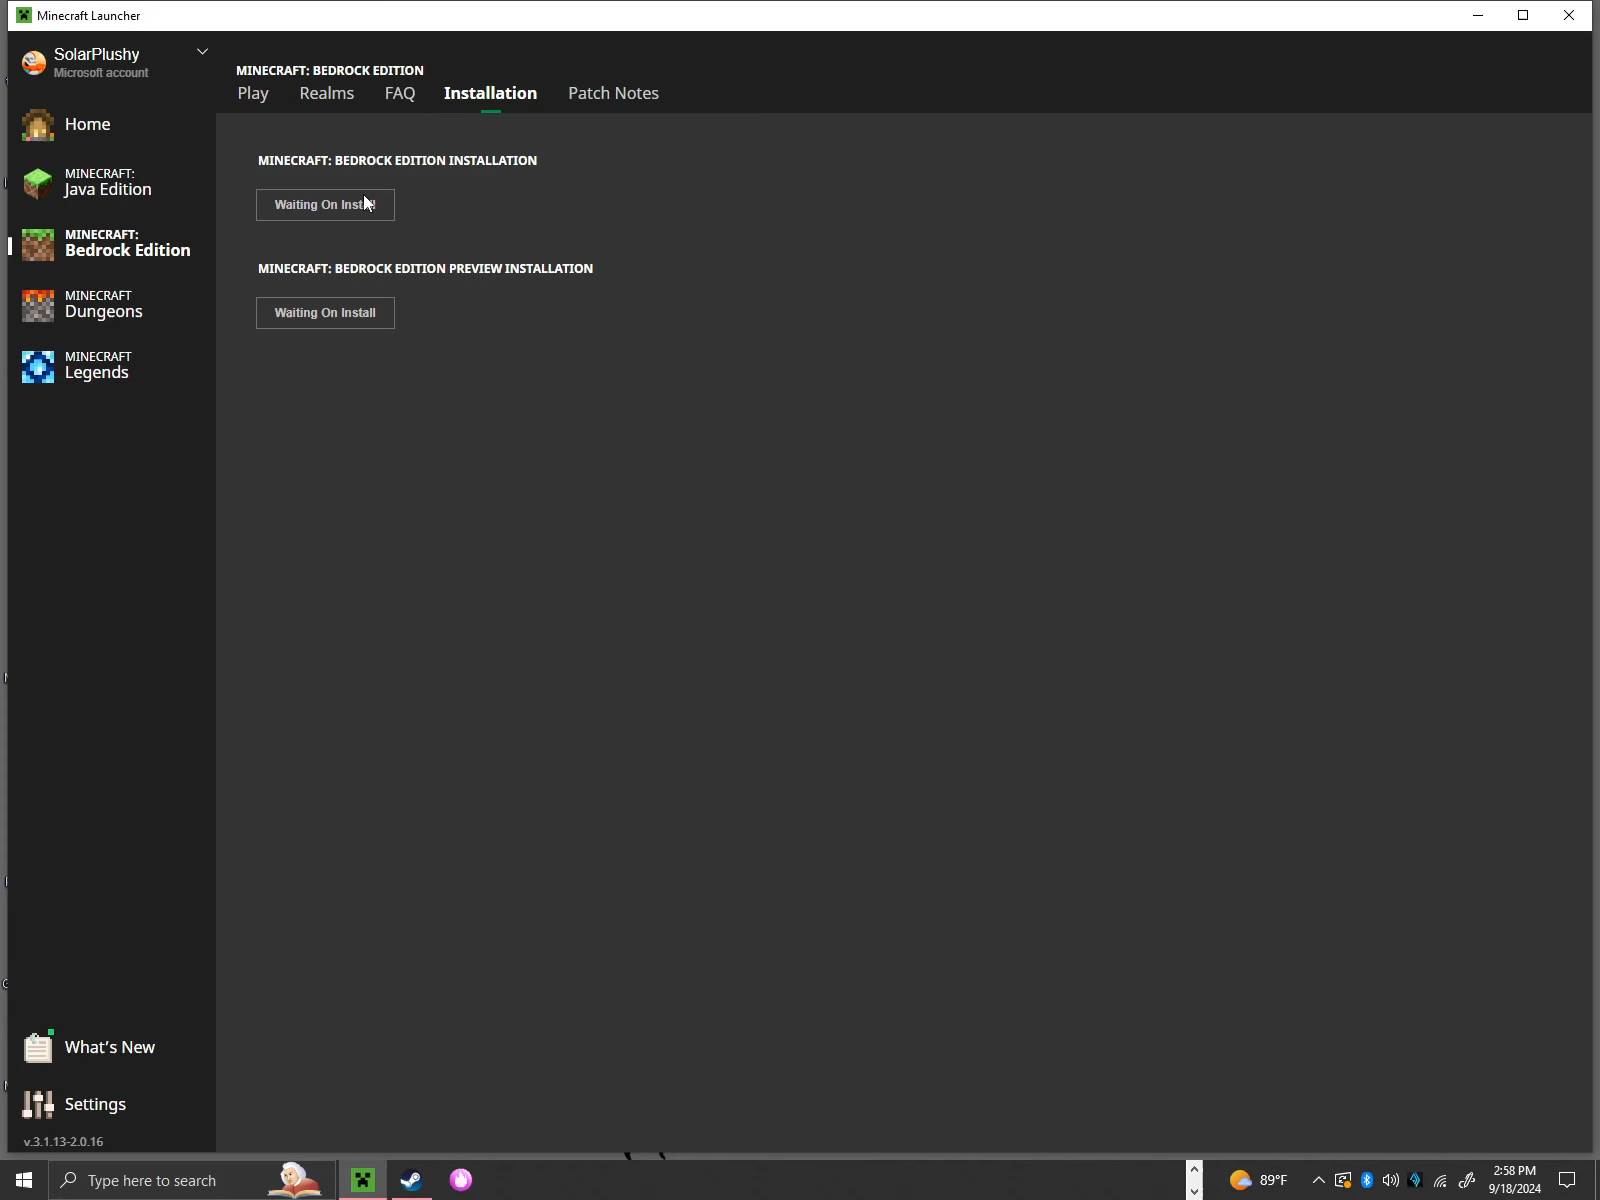 Minecraft Launcher
SolarPlushy
Microsoft account
MINECRAFT: BEDROCK EDITION
Play
Realms
FAQ
Installation
Patch Notes
Home
MINECRAFT:
Java Edition
MINECRAFT:
Bedrock Edition
MINECRAFT
Dungeons
MINECRAFT
Legends
MINECRAFT: BEDROCK EDITION INSTALLATION
Waiting On Install
MINECRAFT: BEDROCK EDITION PREVIEW INSTALLATION
Waiting On Install
What's New
Settings
v.3.1.13-2.0.16
Type here to search
89°F
2:58 PM
9/18/2024